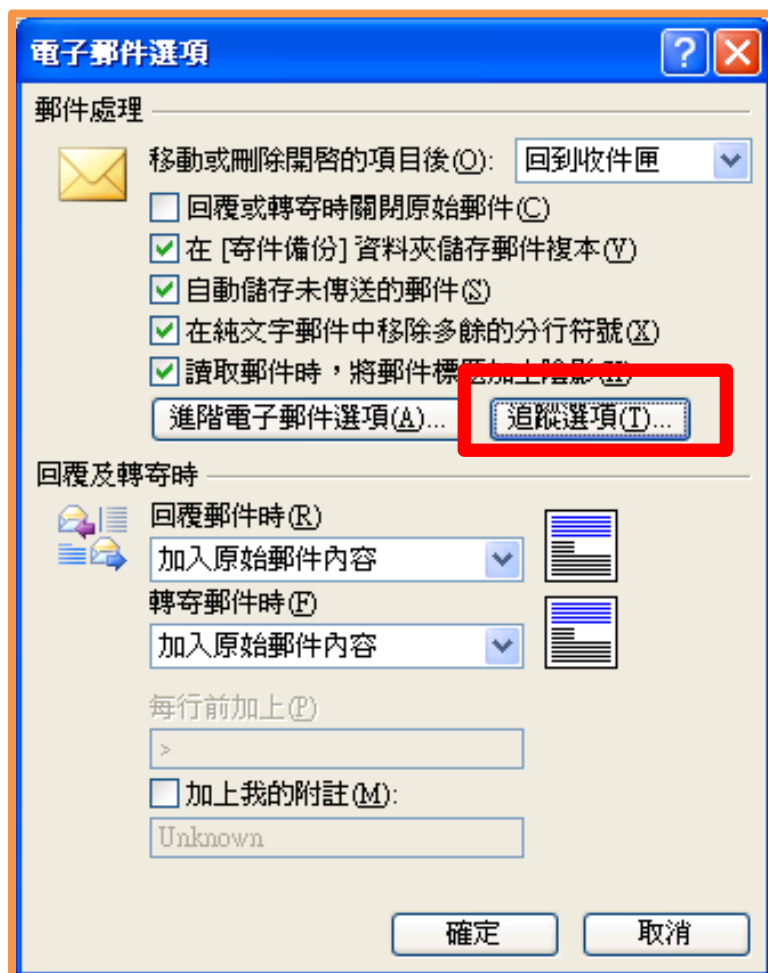 電子郵件選項
郵件處理
移動或刪除開啓的項目後(O): 回到收件匣
回覆或轉寄時關閉原始郵件(C)
在 [寄件備份] 資料夾儲存郵件複本(V)
自動儲存未傳送的郵件(S)
在純文字郵件中移除多餘的分行符號(X)
讀取郵件時，將郵件標題加上陰影(H)
進階電子郵件選項(A)... 追蹤選項(T)...
回覆及轉寄時
回覆郵件時(R)
加入原始郵件內容
轉寄郵件時(F)
加入原始郵件內容
每行前加上(P)
>
加上我的附註(M):
Unknown
確定 取消